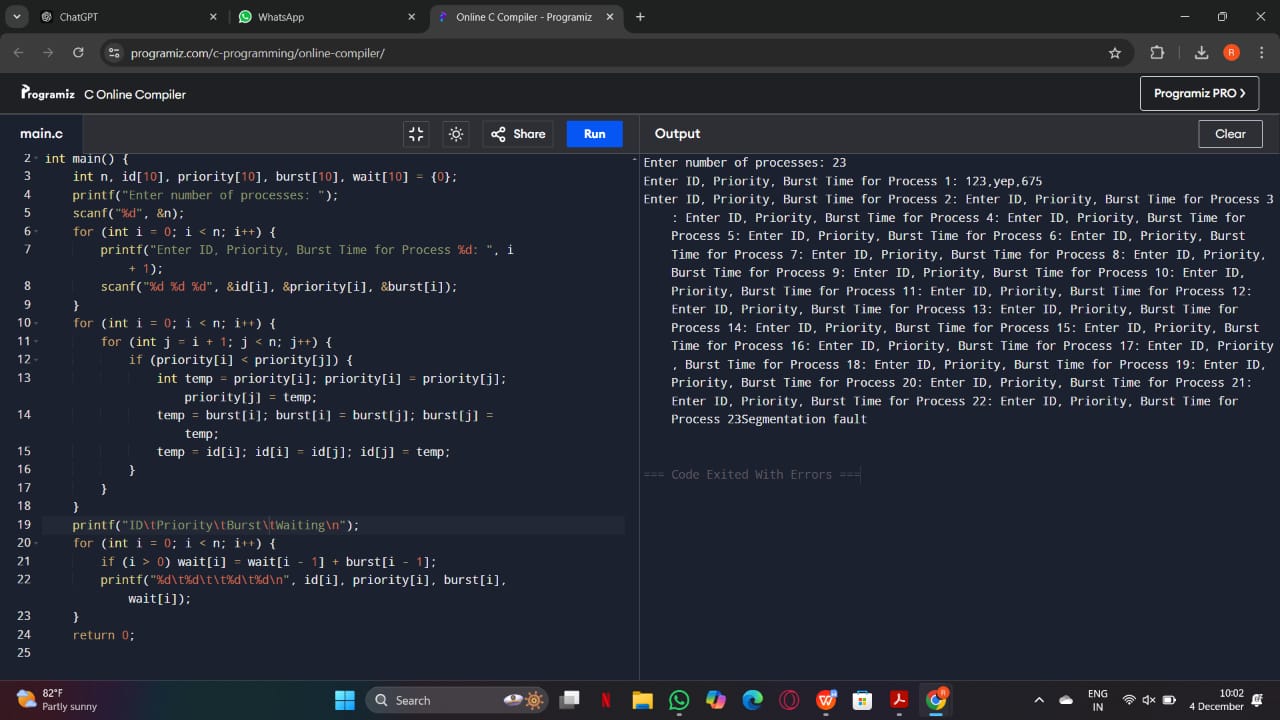 ChatGPT
WhatsApp
Online C Compiler - Programiz
programiz.com/c-programming/online-compiler/
R
Programiz C Online Compiler
Programiz PRO
main.c
Share
Run
Output
Clear
2 int main() {
3 int n, id[10], priority[10], burst[10], wait[10] = {0};
4 printf("Enter number of processes: ");
5 scanf("%d", &n);
6 for (int i = 0; i < n; i++) {
7 printf("Enter ID, Priority, Burst Time for Process %d: ", i
+ 1);
8 scanf("%d %d %d", &id[i], &priority[i], &burst[i]);
9 }
10 for (int i = 0; i < n; i++) {
11 for (int j = i + 1; j < n; j++) {
12 if (priority[i] < priority[j]) {
13 int temp = priority[i]; priority[i] = priority[j];
priority[j] = temp;
14 temp = burst[i]; burst[i] = burst[j]; burst[j] =
temp;
15 temp = id[i]; id[i] = id[j]; id[j] = temp;
16 }
17 }
18 }
19 printf("ID\tPriority\tBurst\tWaiting\n");
20 for (int i = 0; i < n; i++) {
21 if (i > 0) wait[i] = wait[i - 1] + burst[i - 1];
22 printf("%d\t%d\t\t%d\t%d\n", id[i], priority[i], burst[i],
wait[i]);
23 }
24 return 0;
25
Enter number of processes: 23
Enter ID, Priority, Burst Time for Process 1: 123,yep,675
Enter ID, Priority, Burst Time for Process 2: Enter ID, Priority, Burst Time for Process 3
: Enter ID, Priority, Burst Time for Process 4: Enter ID, Priority, Burst Time for
Process 5: Enter ID, Priority, Burst Time for Process 6: Enter ID, Priority, Burst
Time for Process 7: Enter ID, Priority, Burst Time for Process 8: Enter ID, Priority,
Burst Time for Process 9: Enter ID, Priority, Burst Time for Process 10: Enter ID,
Priority, Burst Time for Process 11: Enter ID, Priority, Burst Time for Process 12:
Enter ID, Priority, Burst Time for Process 13: Enter ID, Priority, Burst Time for
Process 14: Enter ID, Priority, Burst Time for Process 15: Enter ID, Priority, Burst
Time for Process 16: Enter ID, Priority, Burst Time for Process 17: Enter ID, Priority
, Burst Time for Process 18: Enter ID, Priority, Burst Time for Process 19: Enter ID,
Priority, Burst Time for Process 20: Enter ID, Priority, Burst Time for Process 21:
Enter ID, Priority, Burst Time for Process 22: Enter ID, Priority, Burst Time for
Process 23Segmentation fault
=== Code Exited With Errors ===
82°F
Partly sunny
Search
ENG
IN
10:02
4 December